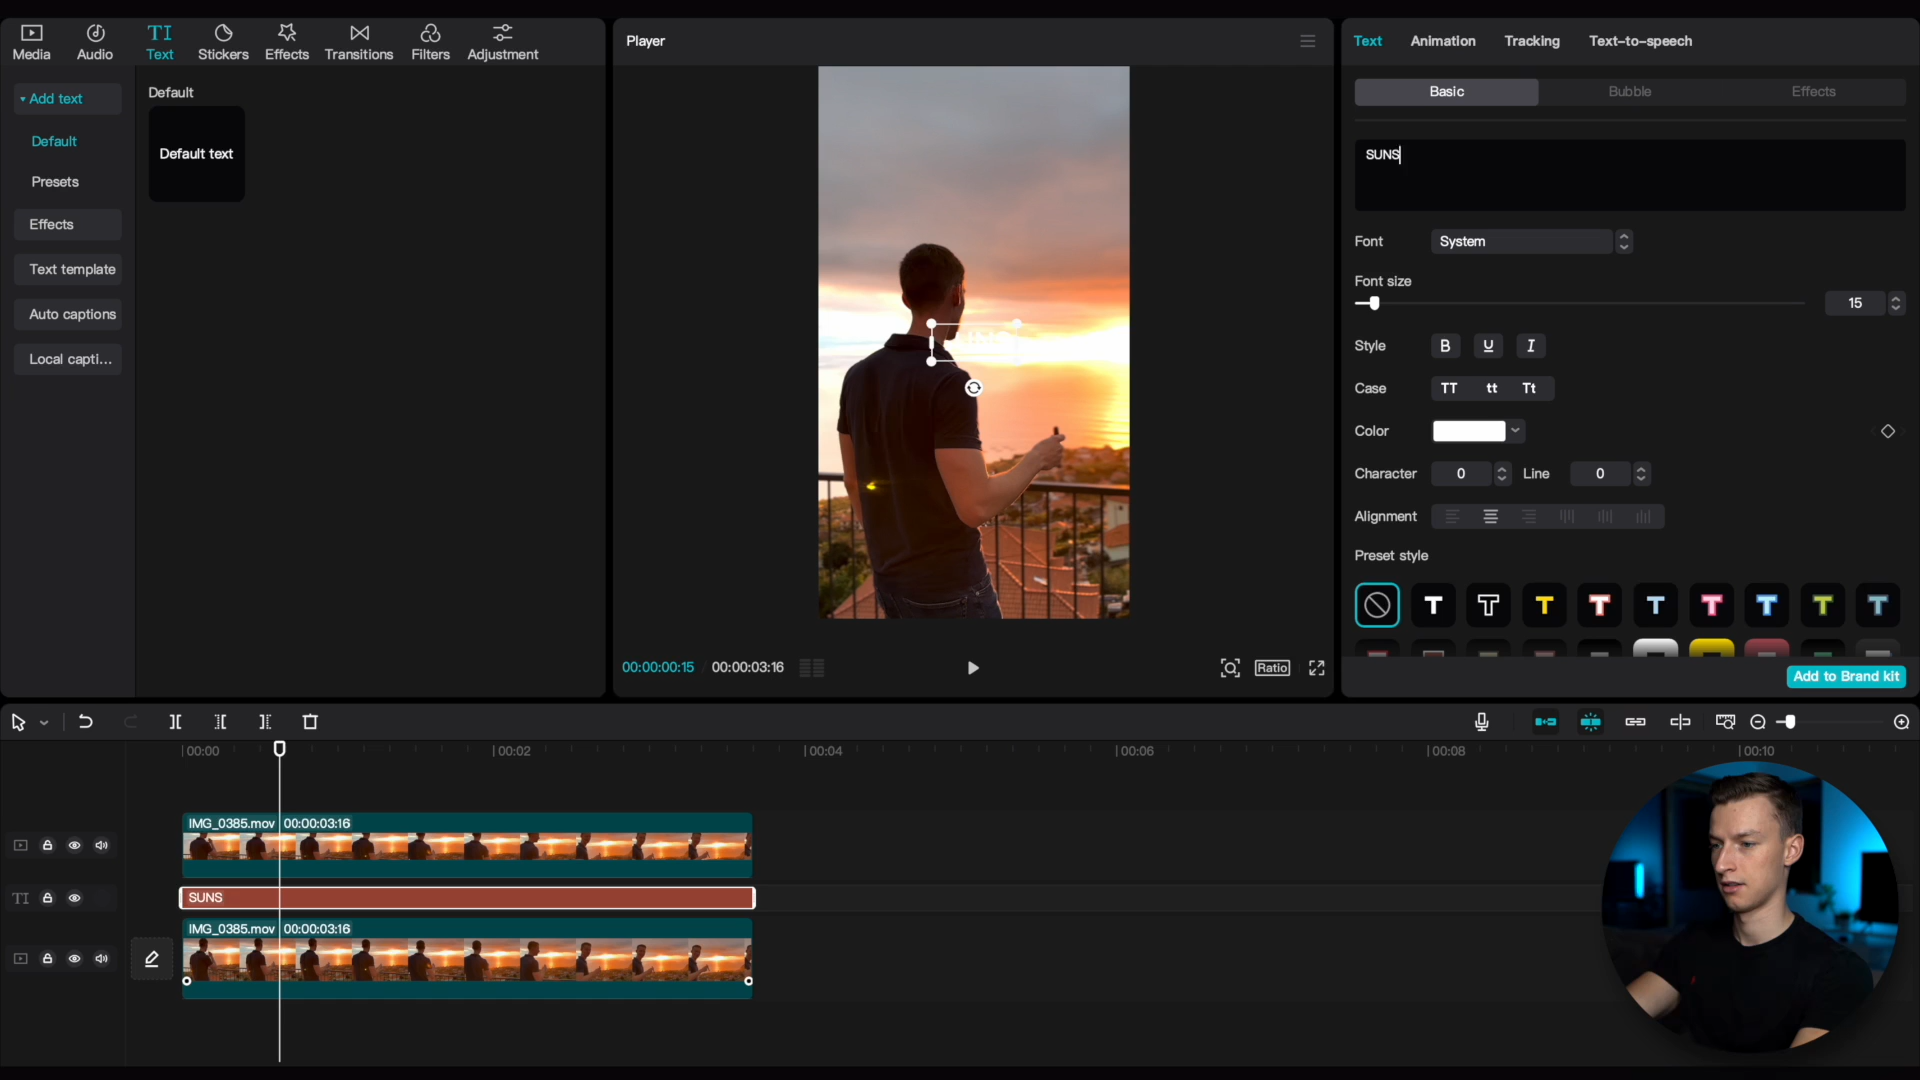 Media Audio Text Stickers Effects Transitions Filters Adjustment
Add text
Default
Presets
Effects
Text template
Auto captions
Local capti...
Default
Default text
Player
00:00:00:15 00:00:03:16
Ratio
Text Animation Tracking Text-to-speech
Basic Bubble Effects
SUNS
Font System
Font size
15
Style B U I
Case TT tt Tt
Color
Character 0 Line 0
Alignment
Preset style
T T T T T T T T T
Add to Brand kit
00:00 00:02 00:04 00:06 00:08 00:10
IMG_0385.mov 00:00:03:16
TI SUNS
IMG_0385.mov 00:00:03:16